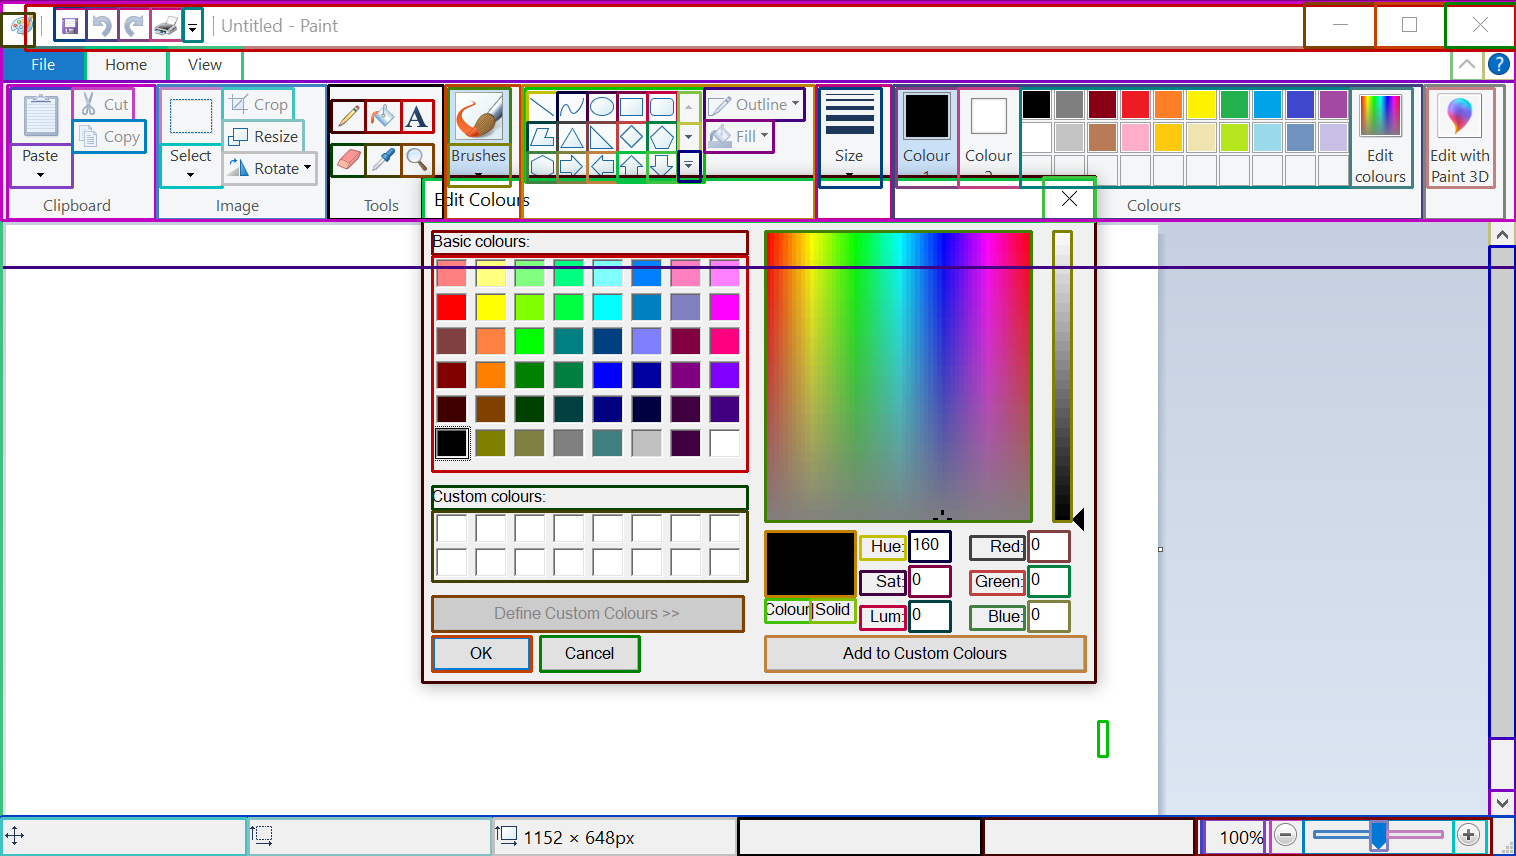 Untitled - Paint
File
Home
View
Paste
Cut
Copy
Clipboard
Select
Crop
Resize
Rotate
Image
A
Tools
Brushes
Outline
Fill
Size
Colour
1
Colour
2
Edit
colours
Colours
Edit with
Paint 3D
Edit Colours
Basic colours:
Custom colours:
Define Custom Colours >>
OK
Cancel
Colour|Solid
Hue: 160
Sat: 0
Lum: 0
Red: 0
Green: 0
Blue: 0
Add to Custom Colours
1152 × 648px
100%